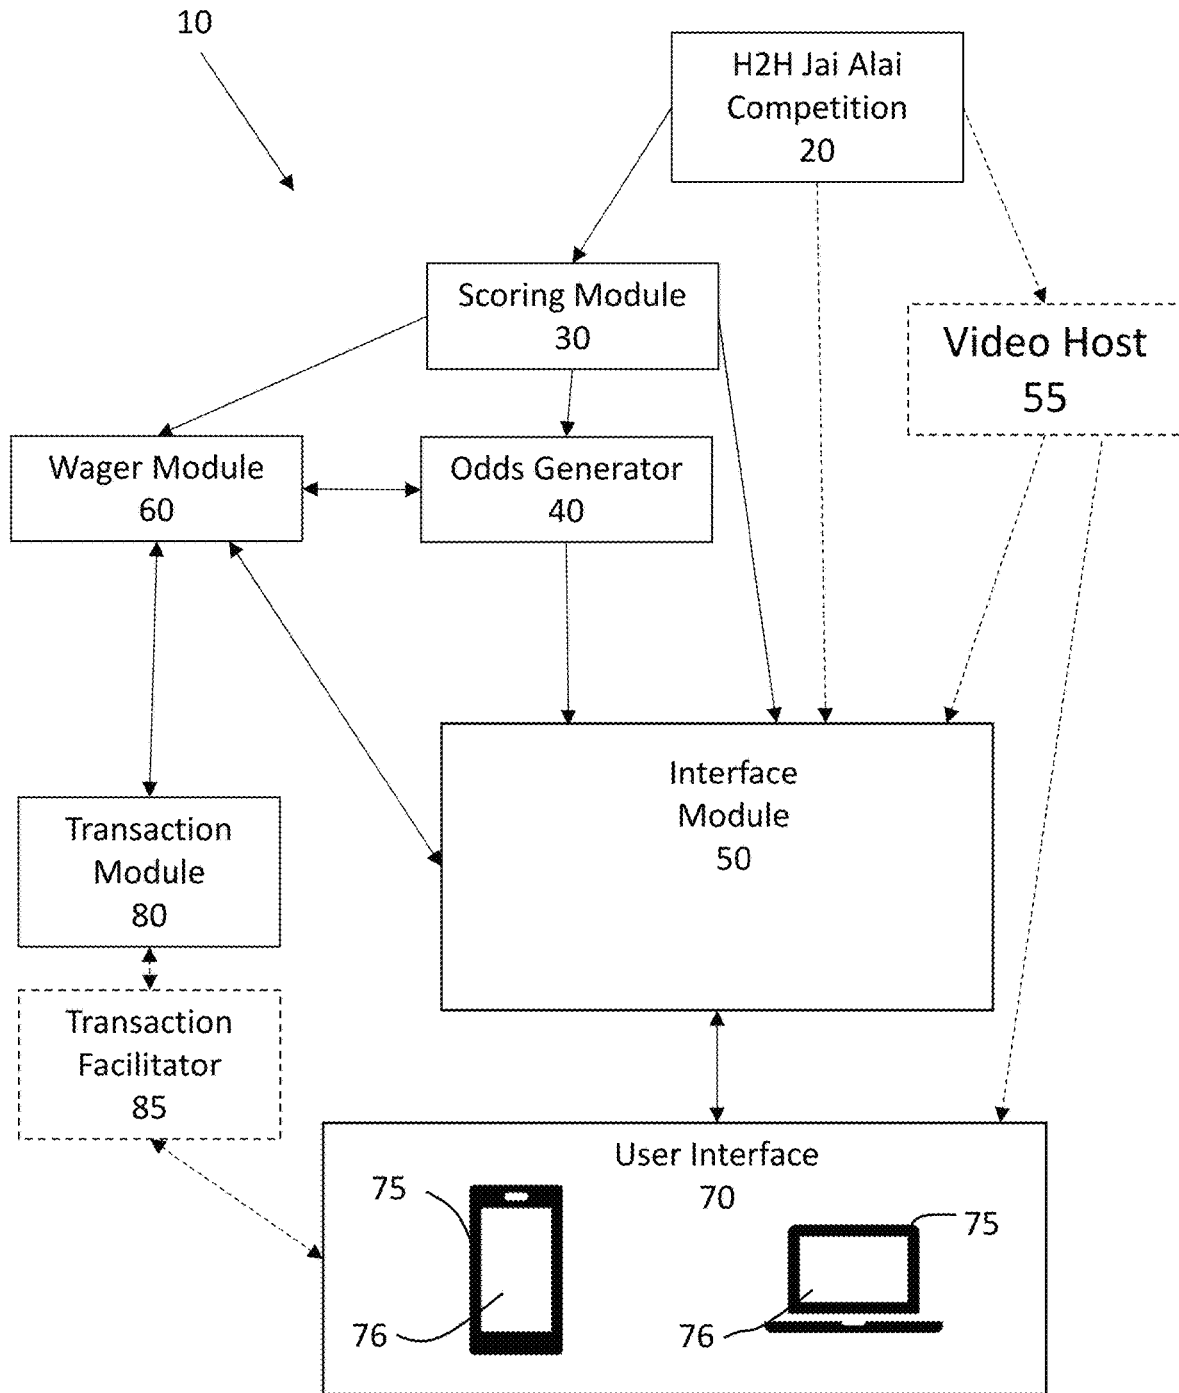 10
H2H Jai Alai
Competition
20
Scoring Module
30
Video Host
55
Wager Module
60
Odds Generator
40
Interface
Module
50
Transaction
Module
80
Transaction
Facilitator
85
User Interface
70
75
75
76
76